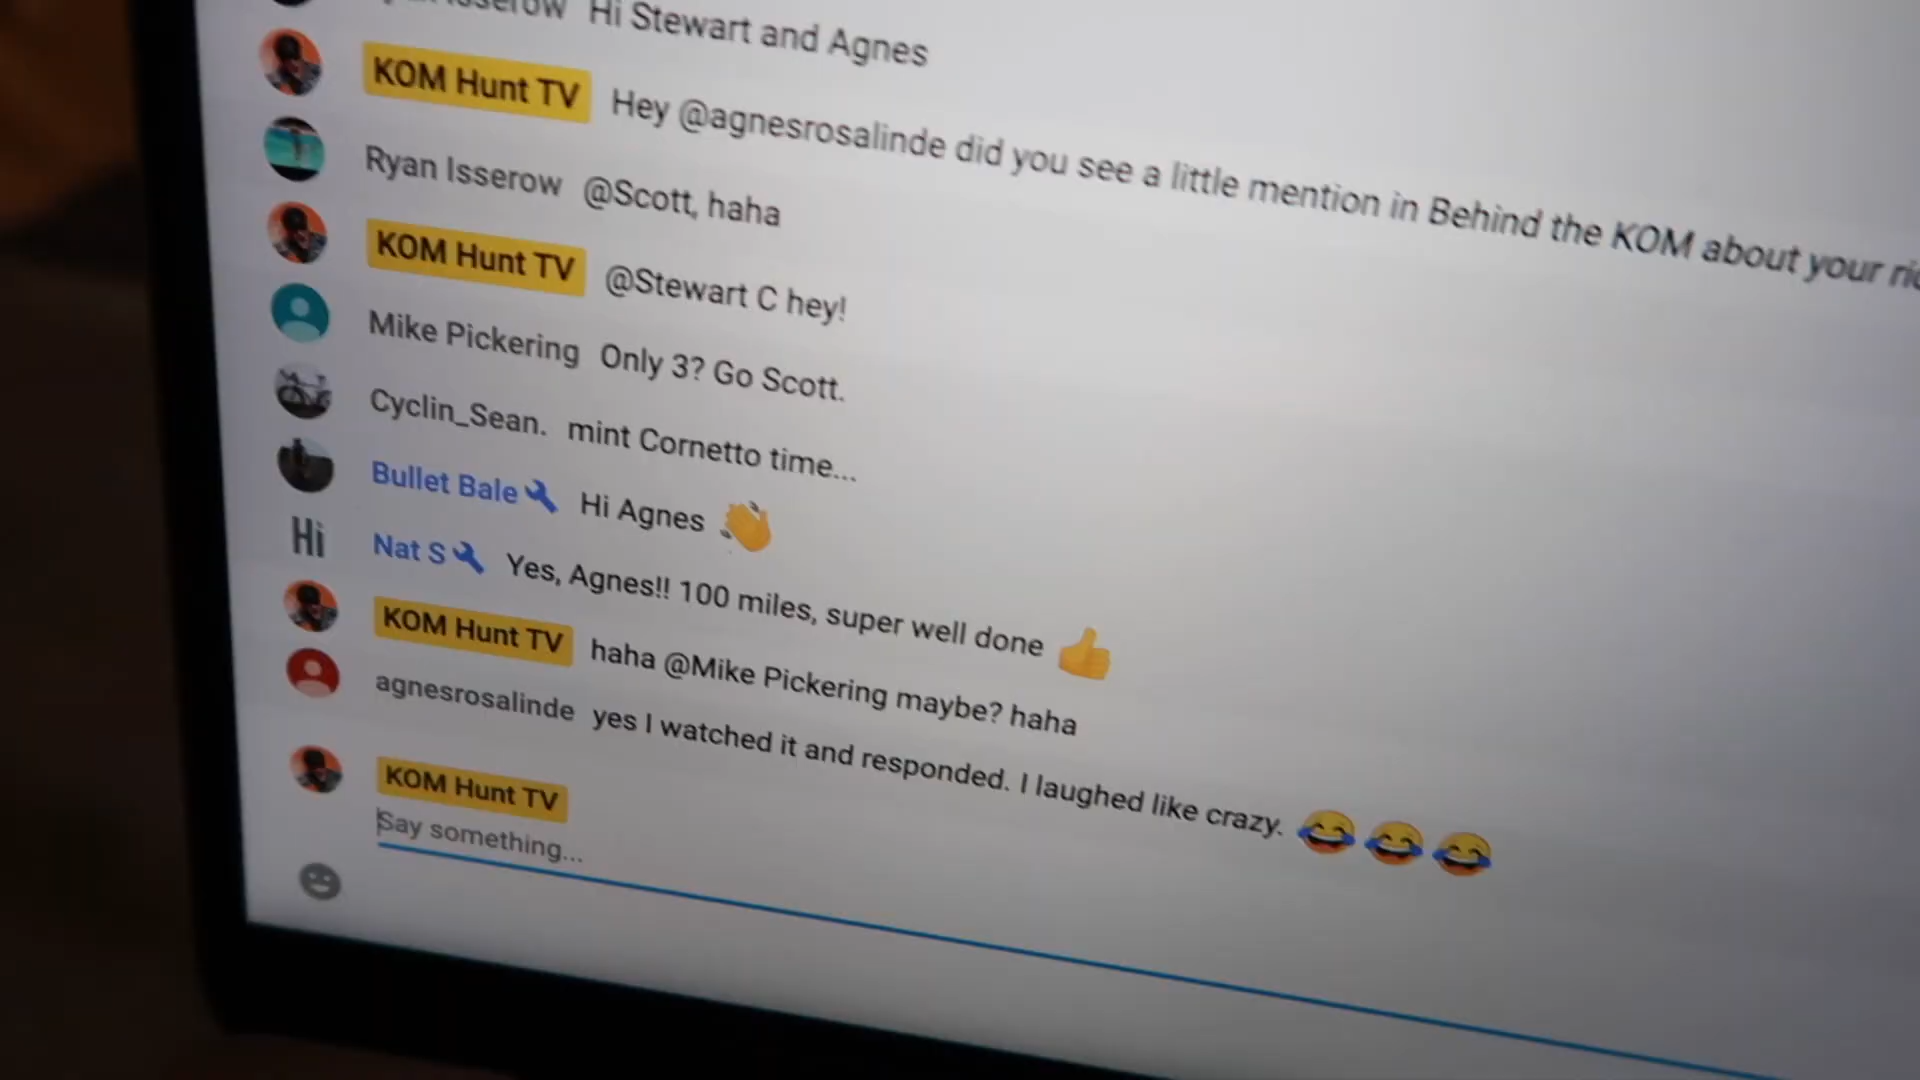 Isserow Hi Stewart and Agnes
KOM Hunt TV Hey @agnesrosalinde did you see a little mention in Behind the KOM about your
Ryan Isserow @Scott, haha
KOM Hunt TV @Stewart C hey!
Mike Pickering Only 3? Go Scott.
Cyclin_Sean. mint Cornetto time...
Bullet Bale Hi Agnes 👏
Hi Nat S Yes, Agnes!! 100 miles, super well done 👍
KOM Hunt TV haha @Mike Pickering maybe? haha
agnesrosalinde yes I watched it and responded. I laughed like crazy. 😂😂😂
KOM Hunt TV
Say something...